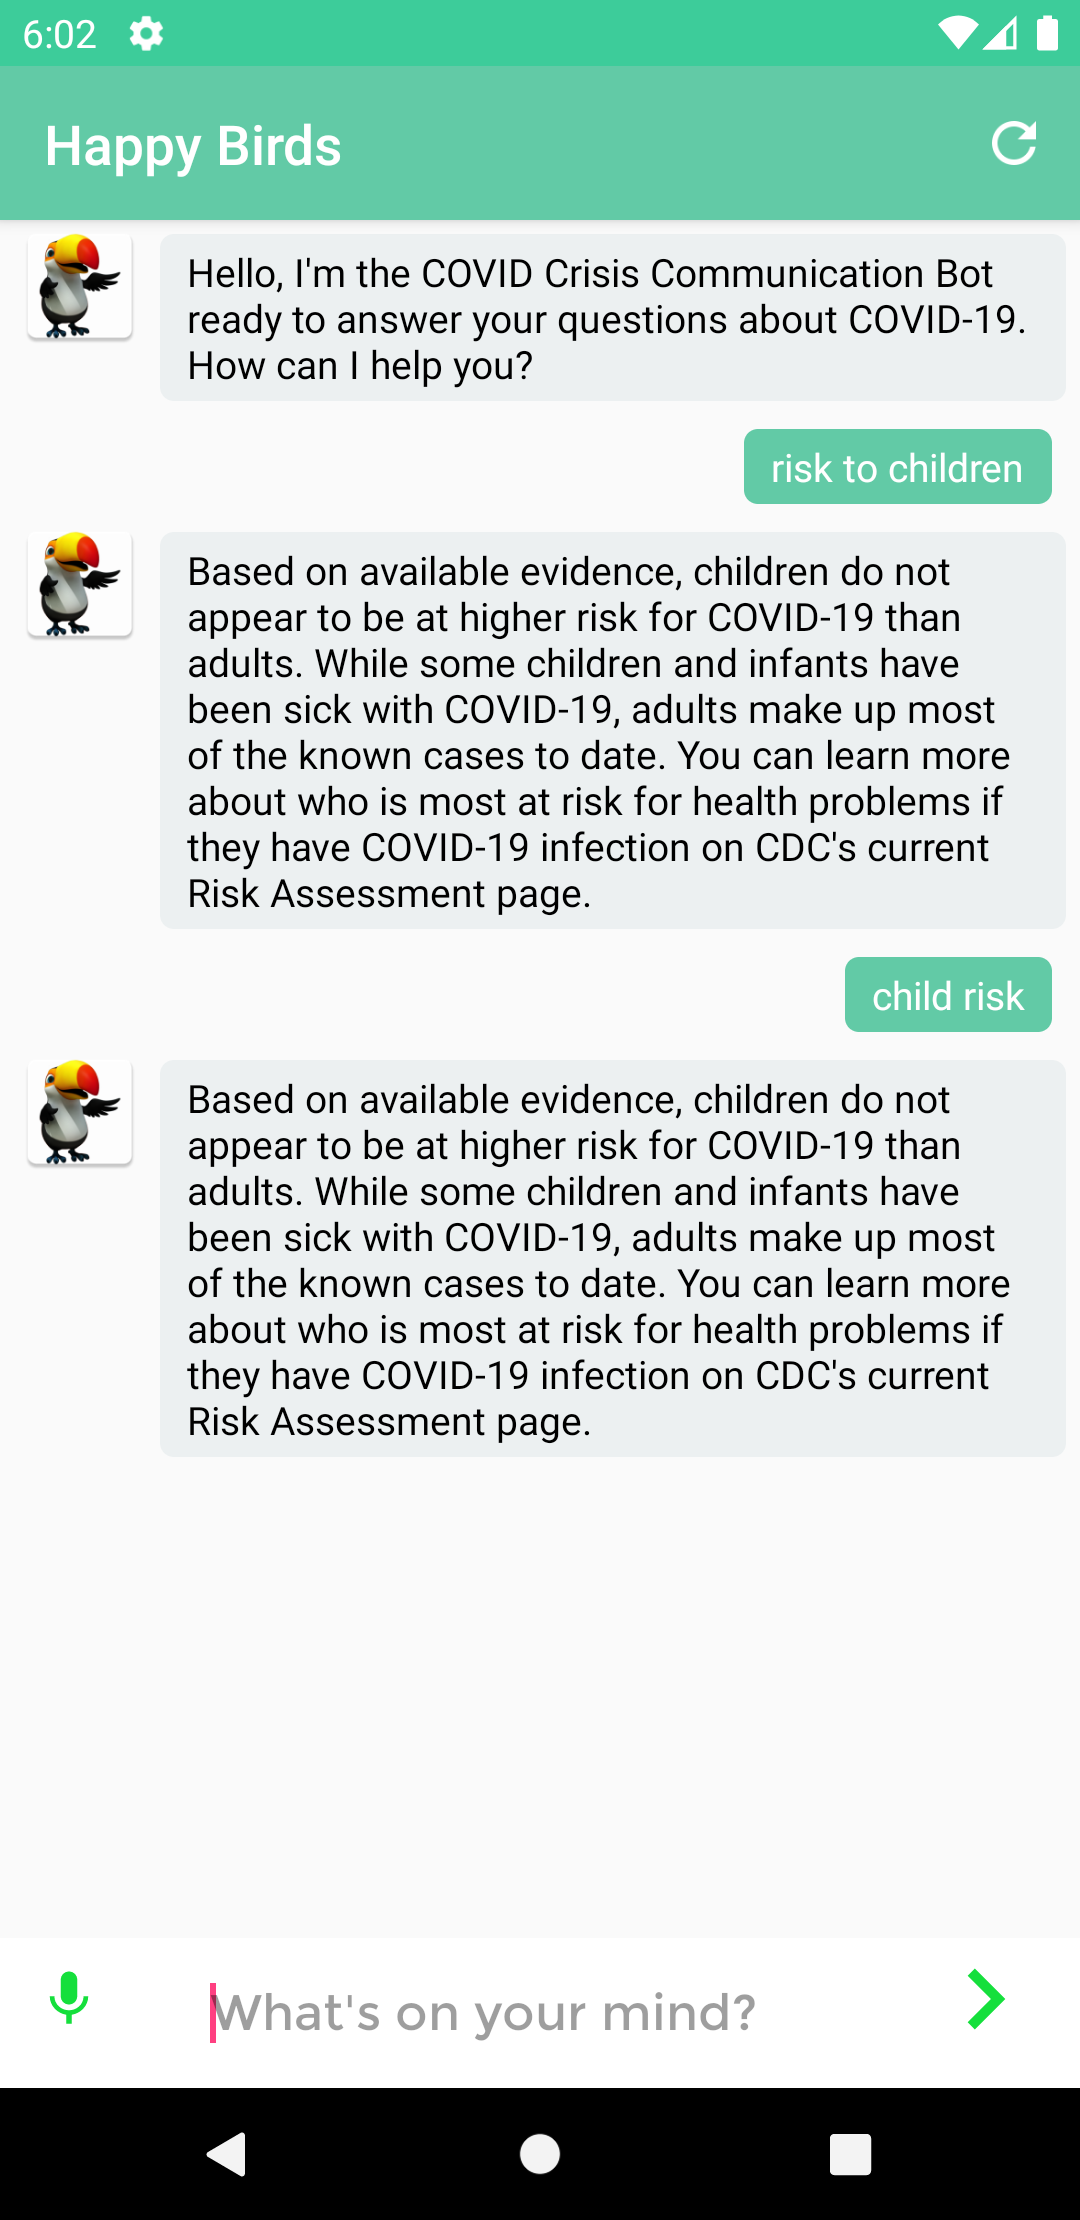 6:02
Happy Birds
Hello, I'm the COVID Crisis Communication Bot
ready to answer your questions about COVID-19.
How can I help you?
risk to children
Based on available evidence, children do not
appear to be at higher risk for COVID-19 than
adults. While some children and infants have
been sick with COVID-19, adults make up most
of the known cases to date. You can learn more
about who is most at risk for health problems if
they have COVID-19 infection on CDC's current
Risk Assessment page.
child risk
Based on available evidence, children do not
appear to be at higher risk for COVID-19 than
adults. While some children and infants have
been sick with COVID-19, adults make up most
of the known cases to date. You can learn more
about who is most at risk for health problems if
they have COVID-19 infection on CDC's current
Risk Assessment page.
What's on your mind?